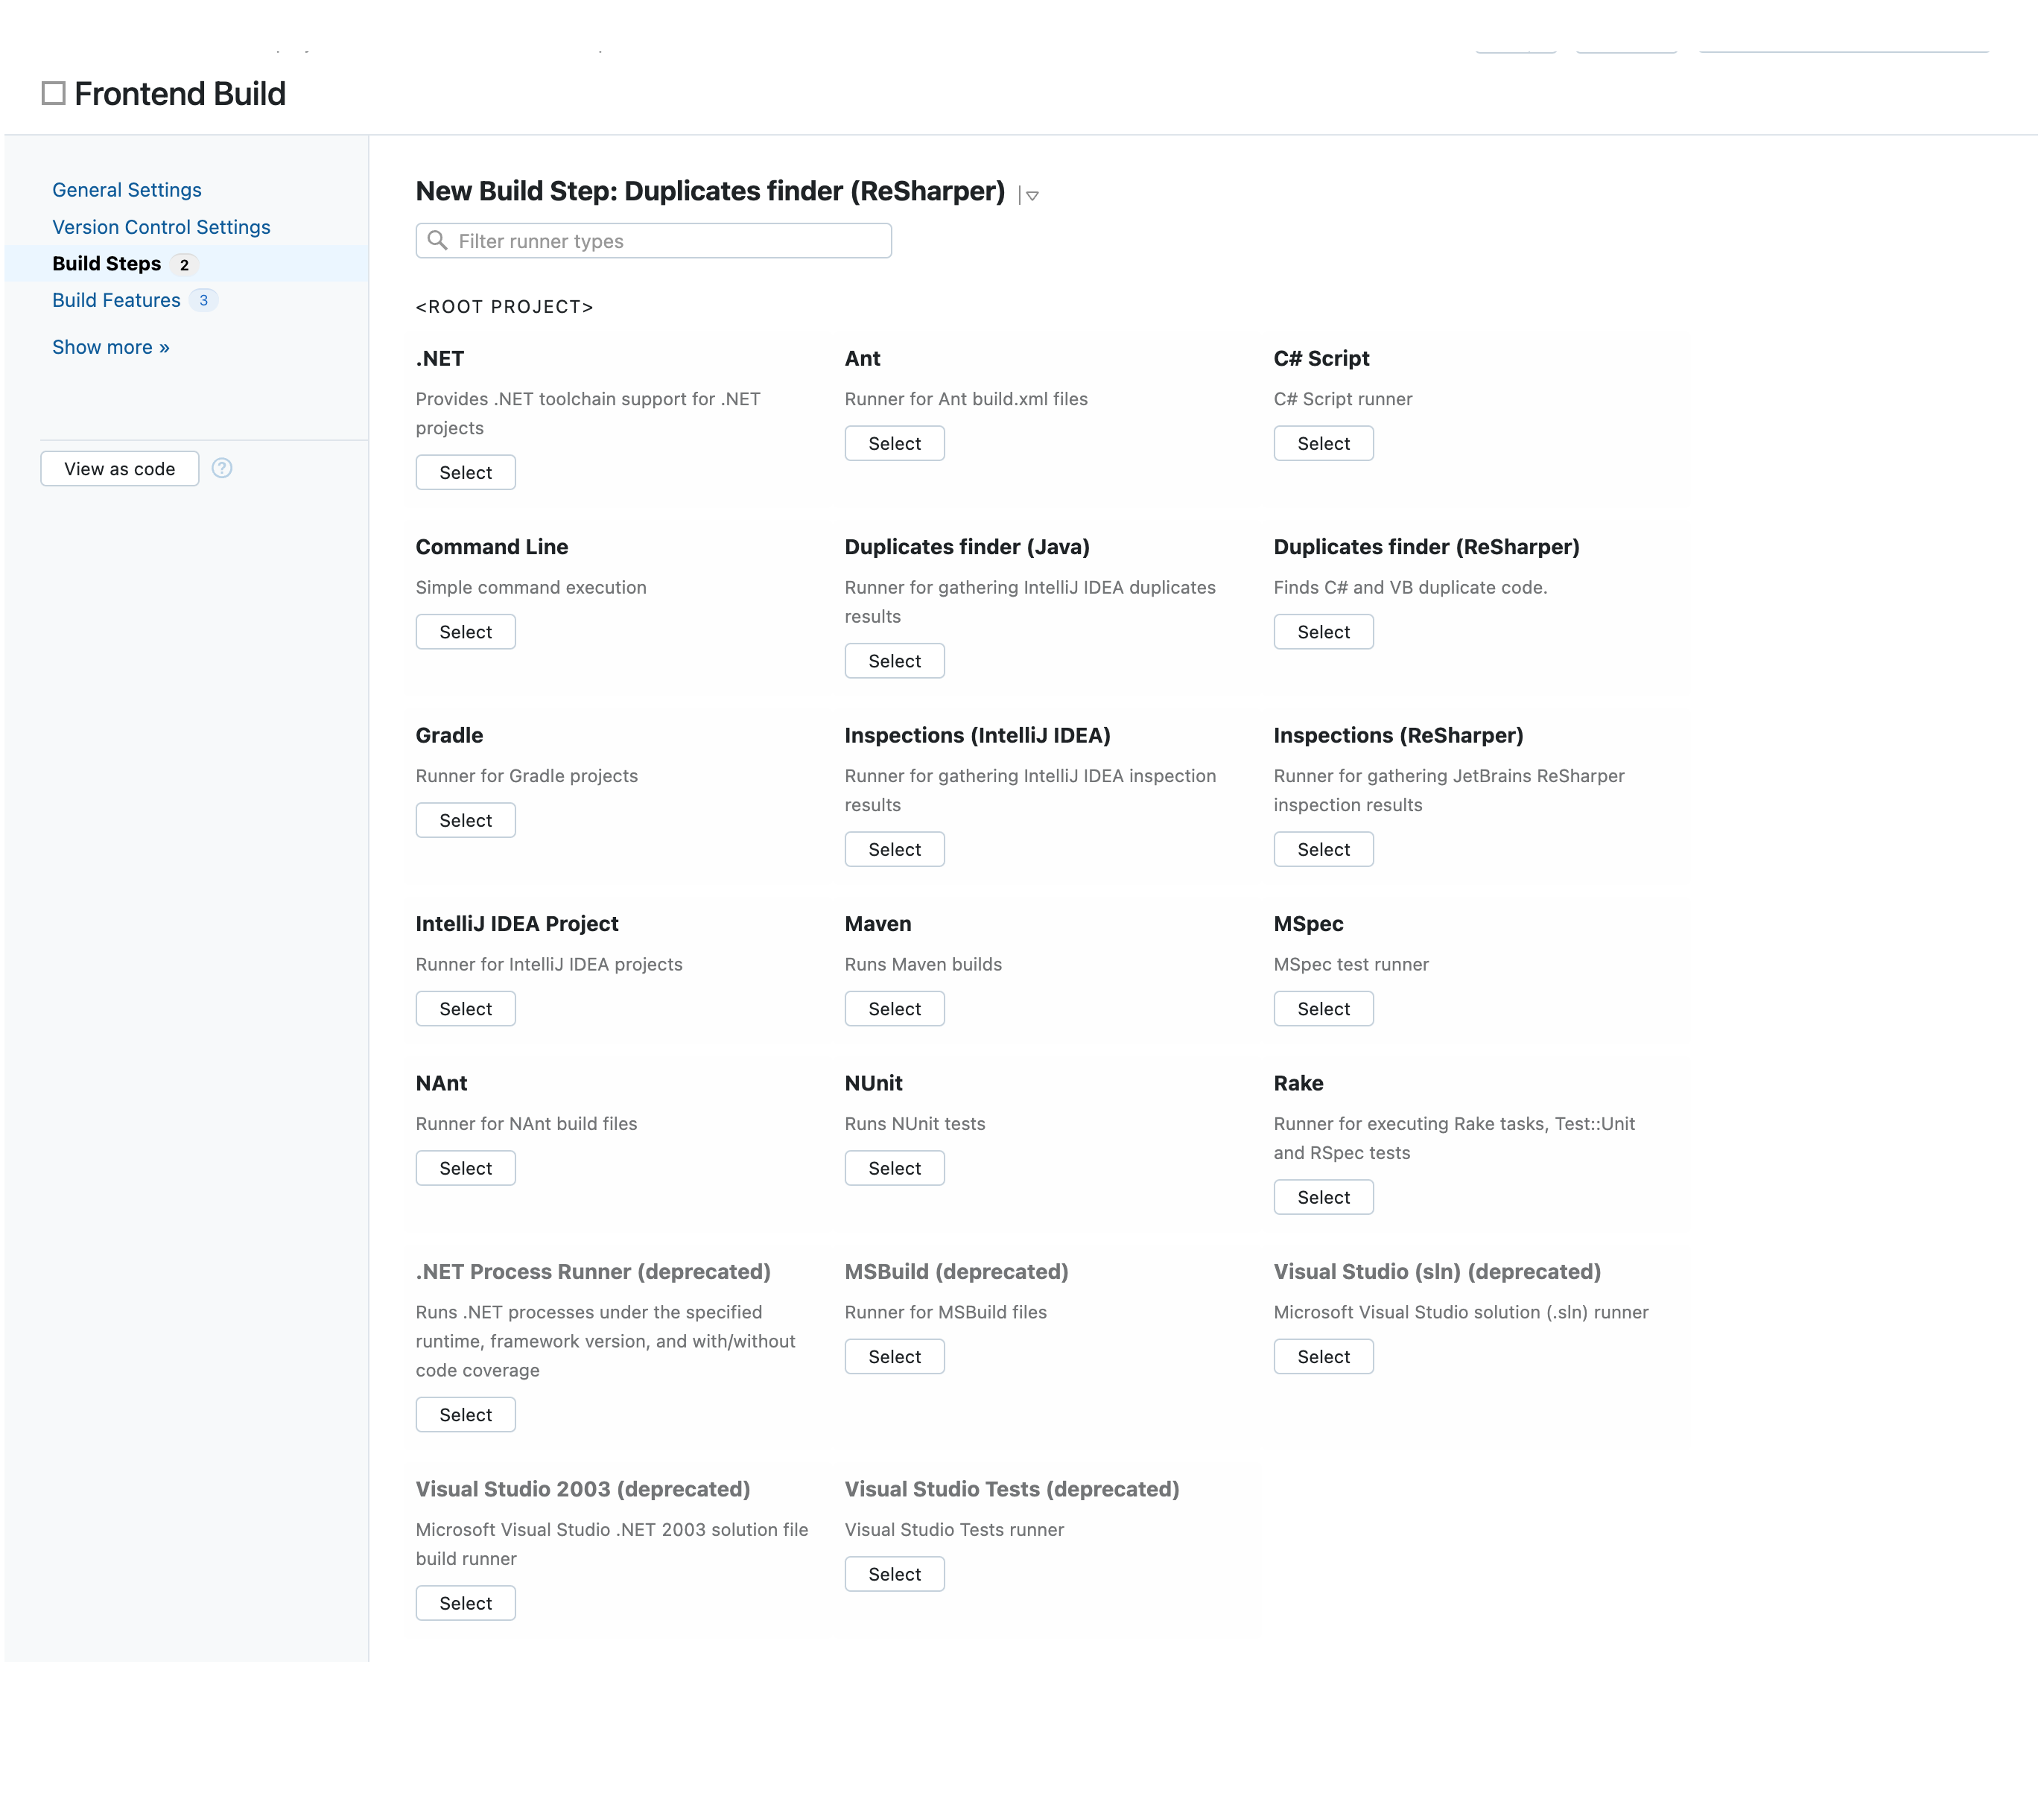 Frontend Build
General Settings
Version Control Settings
Build Steps 2
Build Features 3
Show more »
View as code ?
New Build Step: Duplicates finder (ReSharper)
Filter runner types
<ROOT PROJECT>
.NET
Provides .NET toolchain support for .NET
projects
Select
Ant
Runner for Ant build.xml files
Select
C# Script
C# Script runner
Select
Command Line
Simple command execution
Select
Duplicates finder (Java)
Runner for gathering IntelliJ IDEA duplicates
results
Select
Duplicates finder (ReSharper)
Finds C# and VB duplicate code.
Select
Gradle
Runner for Gradle projects
Select
Inspections (IntelliJ IDEA)
Runner for gathering IntelliJ IDEA inspection
results
Select
Inspections (ReSharper)
Runner for gathering JetBrains ReSharper
inspection results
Select
IntelliJ IDEA Project
Runner for IntelliJ IDEA projects
Select
Maven
Runs Maven builds
Select
MSpec
MSpec test runner
Select
NAnt
Runner for NAnt build files
Select
NUnit
Runs NUnit tests
Select
Rake
Runner for executing Rake tasks, Test::Unit
and RSpec tests
Select
.NET Process Runner (deprecated)
Runs .NET processes under the specified
runtime, framework version, and with/without
code coverage
Select
MSBuild (deprecated)
Runner for MSBuild files
Select
Visual Studio (sln) (deprecated)
Microsoft Visual Studio solution (.sln) runner
Select
Visual Studio 2003 (deprecated)
Microsoft Visual Studio .NET 2003 solution file
build runner
Select
Visual Studio Tests (deprecated)
Visual Studio Tests runner
Select